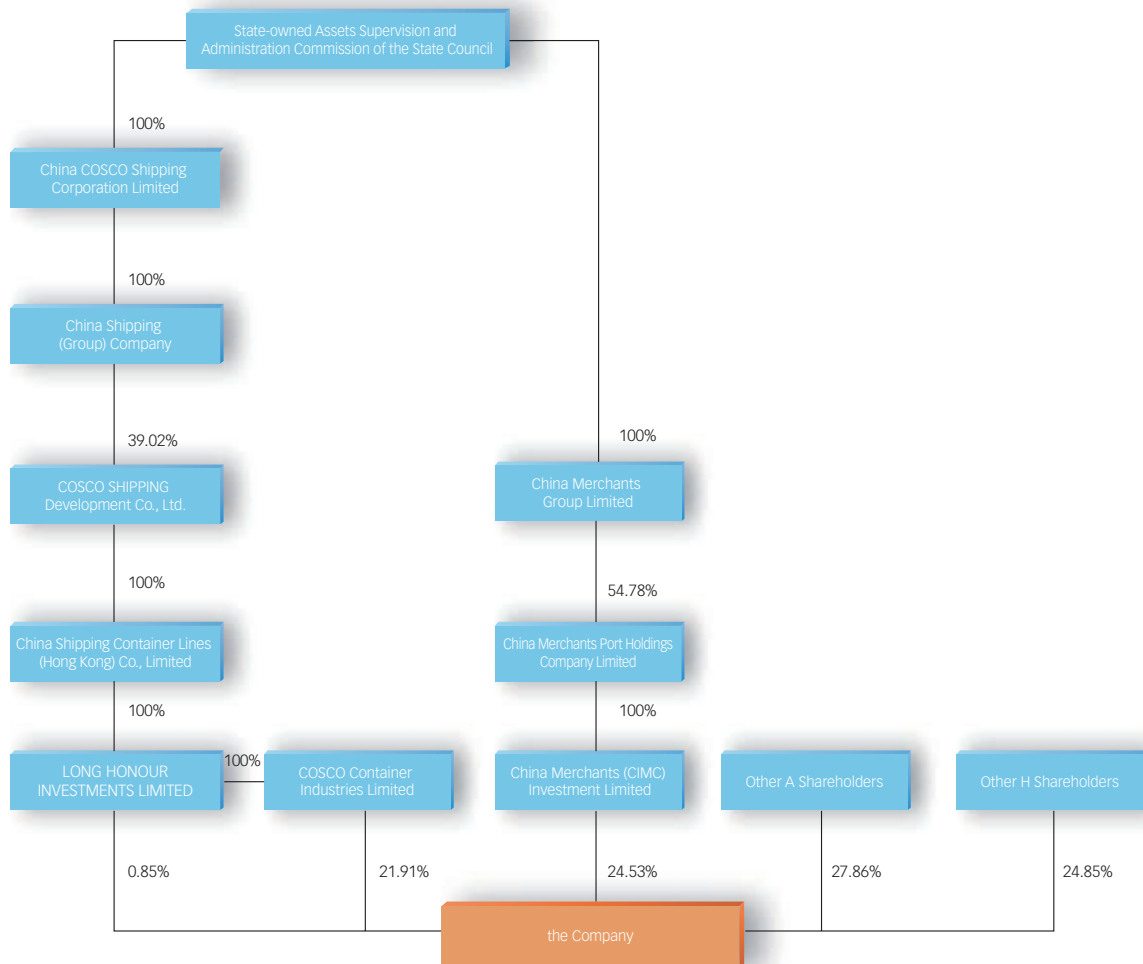 State-owned Assets Supervision and
Administration Commission of the State Council
100%
China COSCO Shipping
Corporation Limited
100%
China Shipping
(Group) Company
39.02%
100%
COSCO SHIPPING
Development Co., Ltd.
China Merchants
Group Limited
100%
54.78%
China Shipping Container Lines
(Hong Kong) Co., Limited
China Merchants Port Holdings
Company Limited
100%
100%
LONG HONOUR
INVESTMENTS LIMITED
100%
COSCO Container
Industries Limited
China Merchants (CIMC)
Investment Limited
Other A Shareholders
Other H Shareholders
0.85%
21.91%
24.53%
27.86%
24.85%
the Company